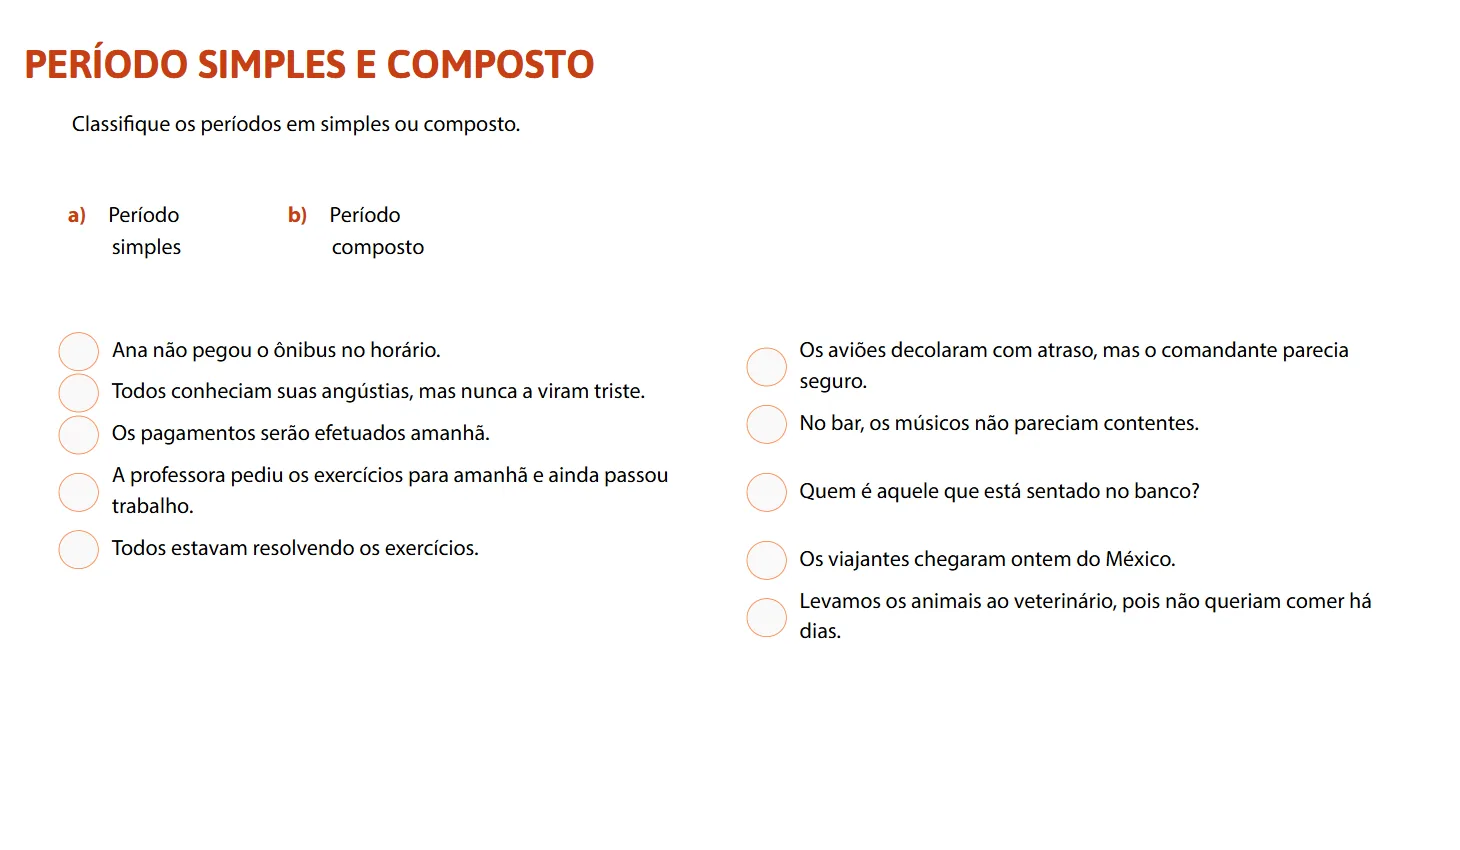 PERÍODO SIMPLES E COMPOSTO
Classifique os períodos em simples ou composto.
a) Período
simples
b) Período
composto
Ana não pegou o ônibus no horário.
Todos conheciam suas angústias, mas nunca a viram triste.
Os pagamentos serão efetuados amanhã.
A professora pediu os exercícios para amanhã e ainda passou
trabalho.
Todos estavam resolvendo os exercícios.
Os aviões decolaram com atraso, mas o comandante parecia
seguro.
No bar, os músicos não pareciam contentes.
Quem é aquele que está sentado no banco?
Os viajantes chegaram ontem do México.
Levamos os animais ao veterinário, pois não queriam comer há
dias.